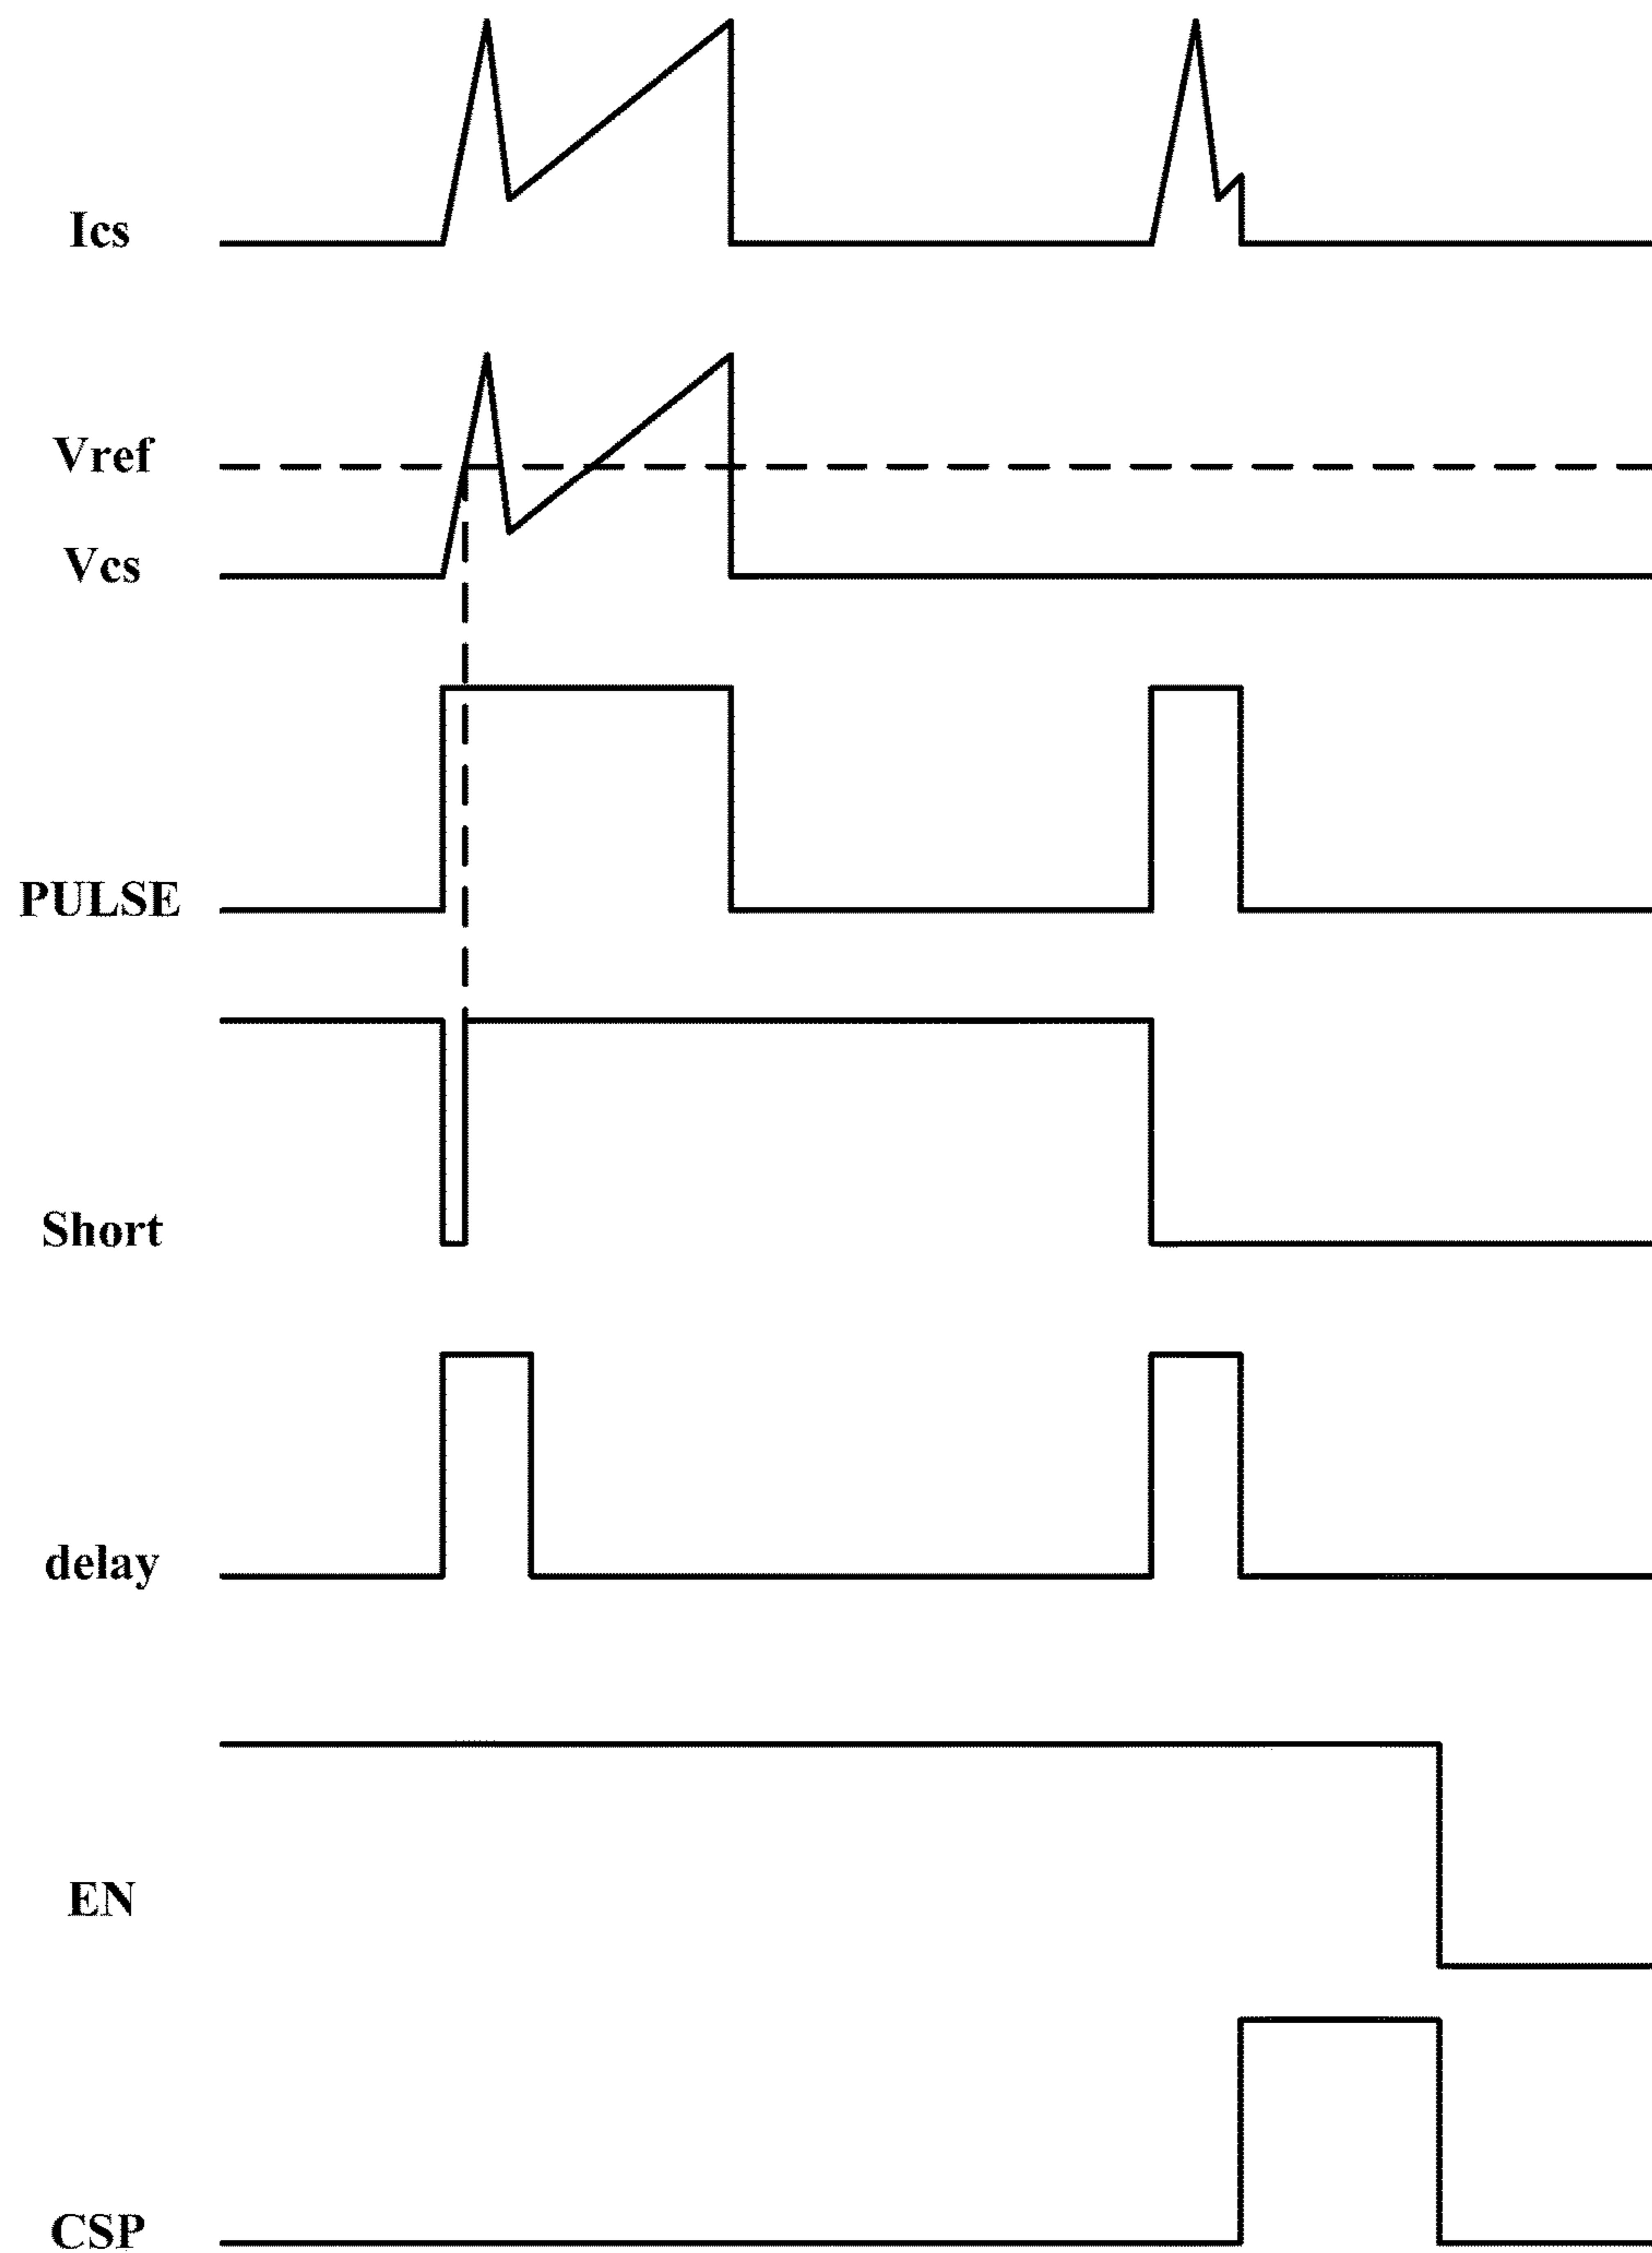 Ics
Vref
Vcs
PULSE
Short
delay
EN
CSP